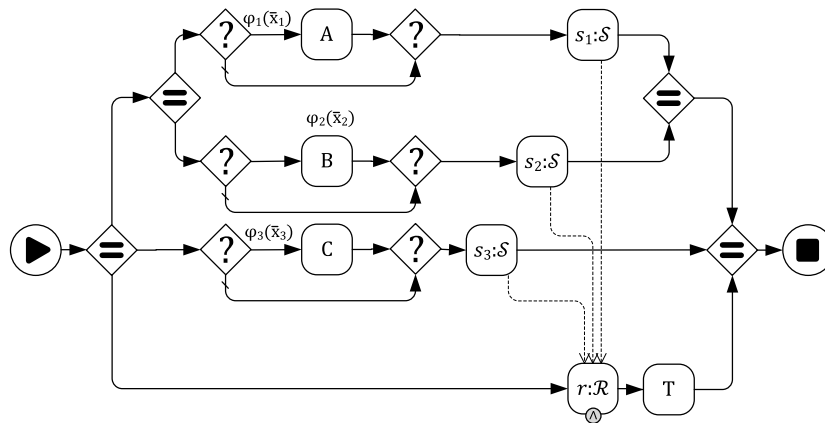 ? φ₁(x̄₁) A ? s₁:𝒮
φ₂(x̄₂)
? B ? s₂:𝒮
? φ₃(x̄₃) C ? s₃:𝒮
r:ℛ T
∧